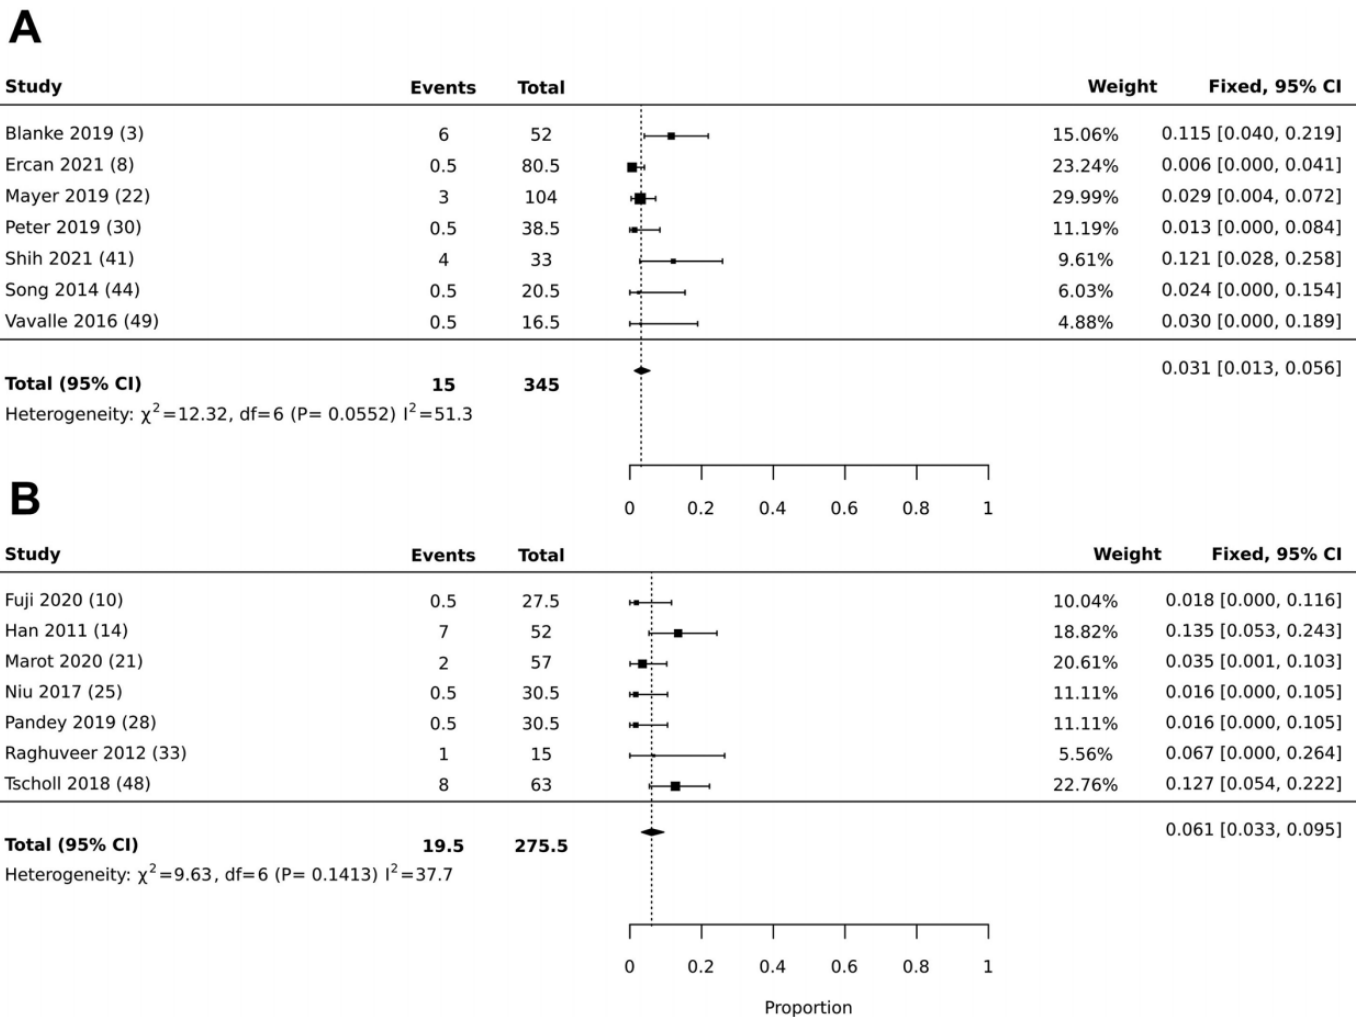 A
Study Events Total Weight Fixed, 95% CI
Blanke 2019 (3) 6 52 15.06% 0.115 [0.040, 0.219]
Ercan 2021 (8) 0.5 80.5 23.24% 0.006 [0.000, 0.041]
Mayer 2019 (22) 3 104 29.99% 0.029 [0.004, 0.072]
Peter 2019 (30) 0.5 38.5 11.19% 0.013 [0.000, 0.084]
Shih 2021 (41) 4 33 9.61% 0.121 [0.028, 0.258]
Song 2014 (44) 0.5 20.5 6.03% 0.024 [0.000, 0.154]
Vavalle 2016 (49) 0.5 16.5 4.88% 0.030 [0.000, 0.189]
0.031 [0.013, 0.056]
Total (95% CI) 15 345
Heterogeneity: χ²=12.32, df=6 (P= 0.0552) I²=51.3
0 0.2 0.4 0.6 0.8 1
B
Study Events Total Weight Fixed, 95% CI
Fuji 2020 (10) 0.5 27.5 10.04% 0.018 [0.000, 0.116]
Han 2011 (14) 7 52 18.82% 0.135 [0.053, 0.243]
Marot 2020 (21) 2 57 20.61% 0.035 [0.001, 0.103]
Niu 2017 (25) 0.5 30.5 11.11% 0.016 [0.000, 0.105]
Pandey 2019 (28) 0.5 30.5 11.11% 0.016 [0.000, 0.105]
Raghuveer 2012 (33) 1 15 5.56% 0.067 [0.000, 0.264]
Tscholl 2018 (48) 8 63 22.76% 0.127 [0.054, 0.222]
0.061 [0.033, 0.095]
Total (95% CI) 19.5 275.5
Heterogeneity: χ²=9.63, df=6 (P= 0.1413) I²=37.7
0 0.2 0.4 0.6 0.8 1
Proportion